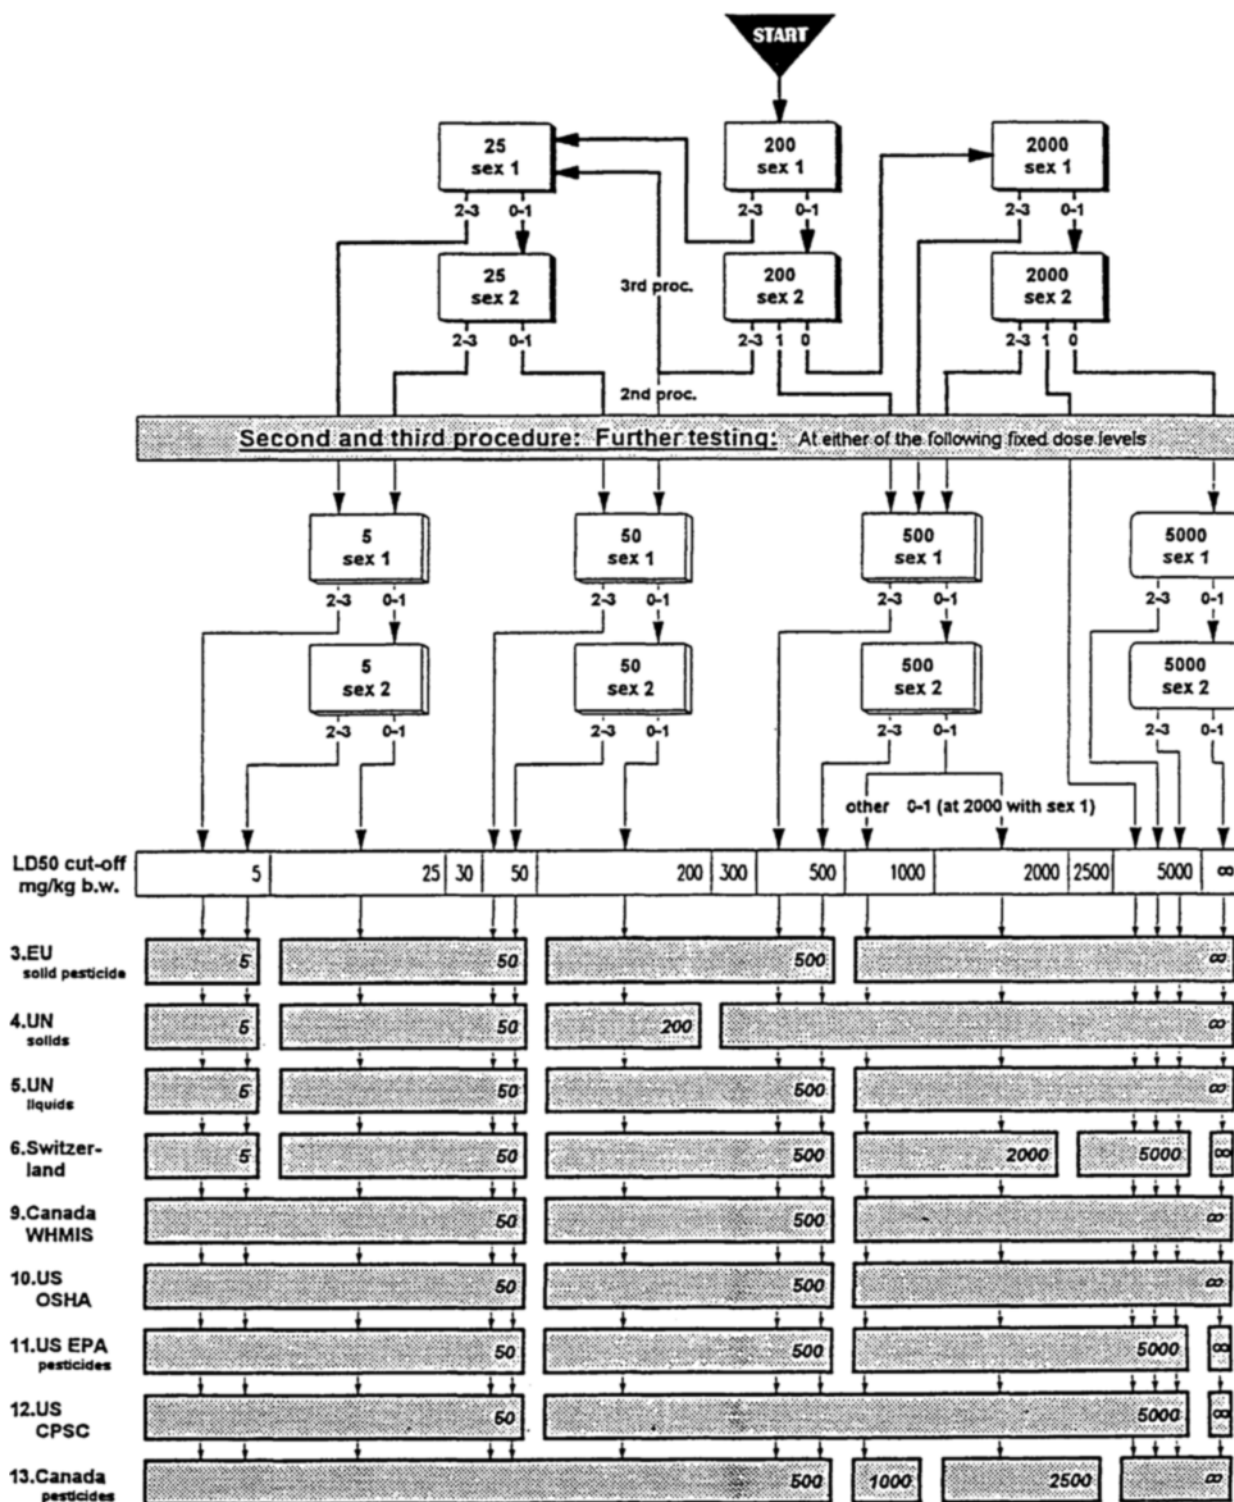 START
25 200 2000
sex 1 sex 1 sex 1
2-3 0-1 2-3 0-1 2-3 0-1
25 200 2000
sex 2 sex 2 sex 2
3rd proc.
2-3 0-1 2-3 1 0 2-3 1 0
2nd proc.
Second and third procedure: Further testing: At either of the following fixed dose levels
5 50 500 5000
sex 1 sex 1 sex 1 sex 1
2-3 0-1 2-3 0-1 2-3 0-1 2-3 0-1
5 50 500 5000
sex 2 sex 2 sex 2 sex 2
2-3 0-1 2-3 0-1 2-3 0-1 2-3 0-1
other 0-1 (at 2000 with sex 1)
LD50 cut-off
mg/kg b.w.
5 25 30 50 200 300 500 1000 2000 2500 5000 ∞
3.EU
solid pesticide
5 50 500 ∞
4.UN
solids
5 50 200 ∞
5.UN
liquids
5 50 500 ∞
6.Switzer-
land
5 50 500 2000 5000 ∞
9.Canada
WHMIS
50 500 ∞
10.US
OSHA
50 500 ∞
11.US EPA
pesticides
50 500 5000 ∞
12.US
CPSC
50 5000 ∞
13.Canada
pesticides
500 1000 2500 ∞